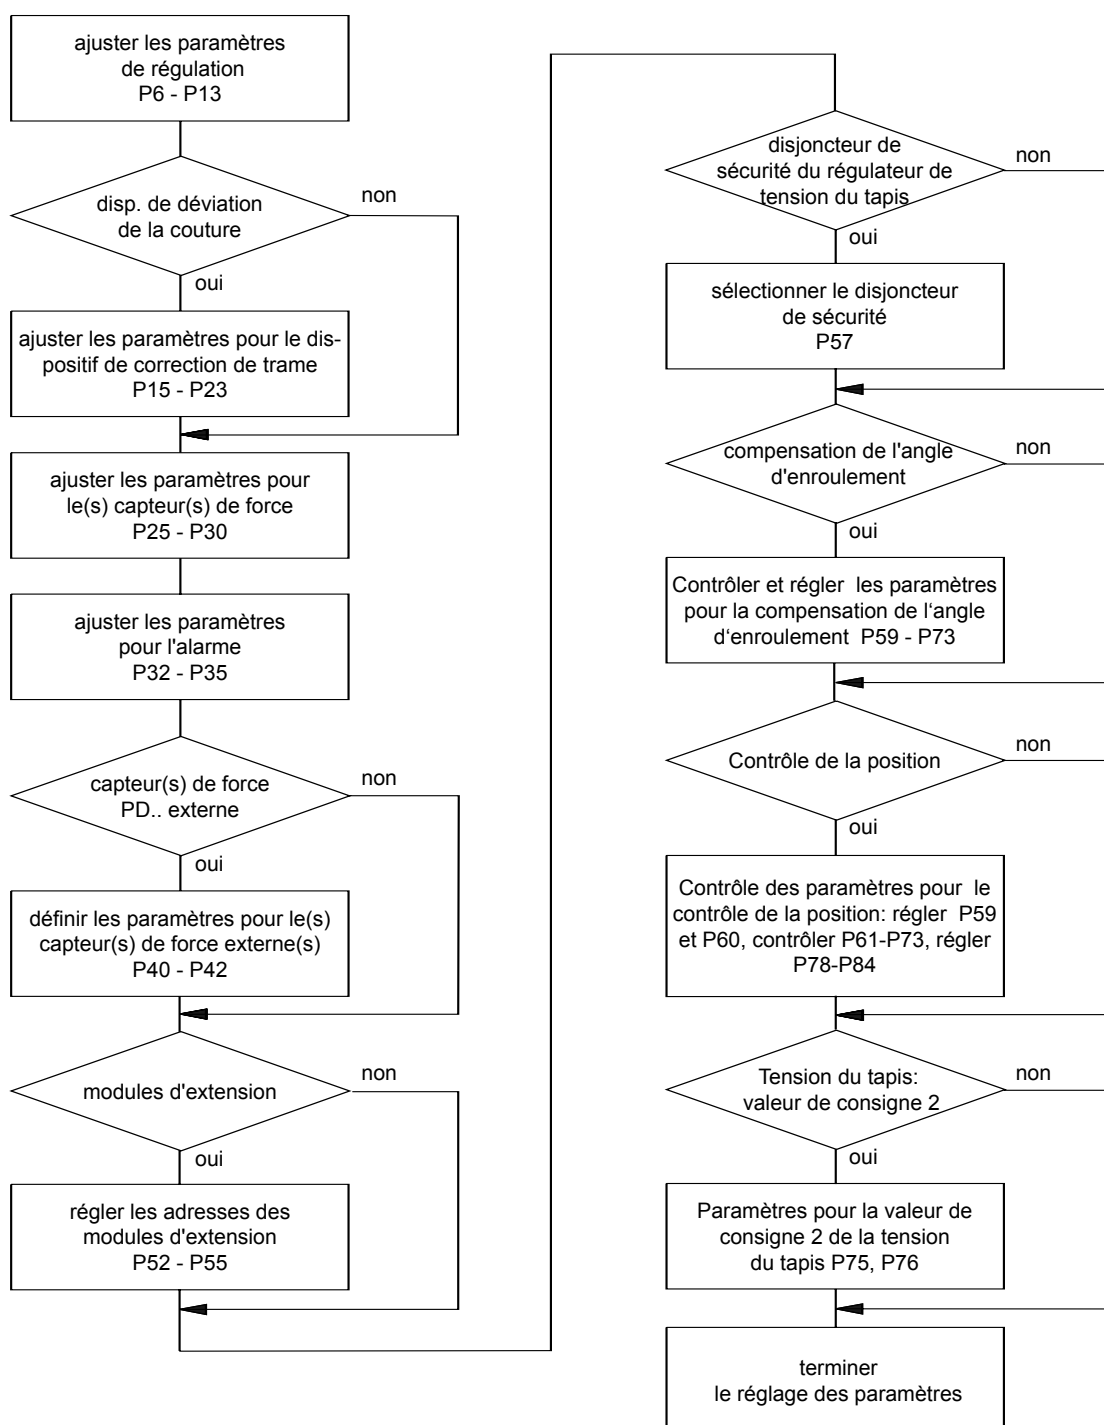 ajuster les paramètres
de régulation
P6 - P13
disp. de déviation
de la couture
non
oui
ajuster les paramètres pour le dis-
positif de correction de trame
P15 - P23
ajuster les paramètres pour
le(s) capteur(s) de force
P25 - P30
ajuster les paramètres
pour l'alarme
P32 - P35
capteur(s) de force
PD.. externe
non
oui
définir les paramètres pour le(s)
capteur(s) de force externe(s)
P40 - P42
modules d'extension
non
oui
régler les adresses des
modules d'extension
P52 - P55
disjoncteur de
sécurité du régulateur de
tension du tapis
non
oui
sélectionner le disjoncteur
de sécurité
P57
compensation de l'angle
d'enroulement
non
oui
Contrôler et régler les paramètres
pour la compensation de l‘angle
d‘enroulement P59 - P73
Contrôle de la position
non
oui
Contrôle des paramètres pour le
contrôle de la position: régler P59
et P60, contrôler P61-P73, régler
P78-P84
Tension du tapis:
valeur de consigne 2
non
oui
Paramètres pour la valeur de
consigne 2 de la tension
du tapis P75, P76
terminer
le réglage des paramètres